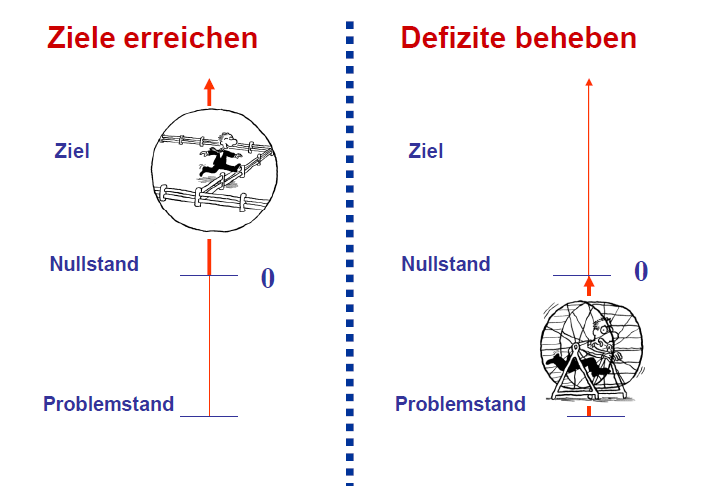 Ziele erreichen
Ziel
Nullstand
0
Problemstand
Defizite beheben
Ziel
Nullstand
0
Problemstand